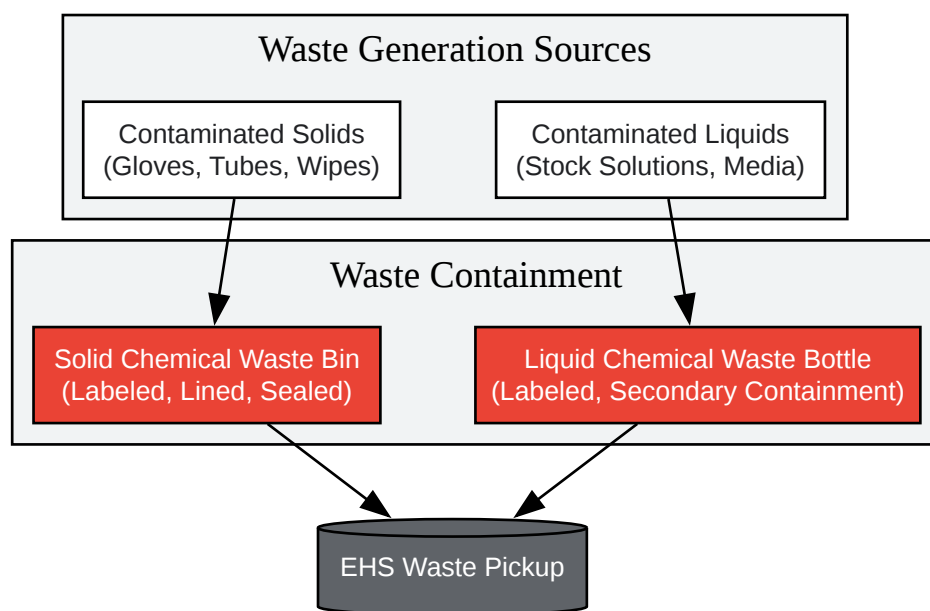 Waste Generation Sources
Contaminated Solids
(Gloves, Tubes, Wipes)
Contaminated Liquids
(Stock Solutions, Media)
Waste Containment
Solid Chemical Waste Bin
(Labeled, Lined, Sealed)
Liquid Chemical Waste Bottle
(Labeled, Secondary Containment)
EHS Waste Pickup